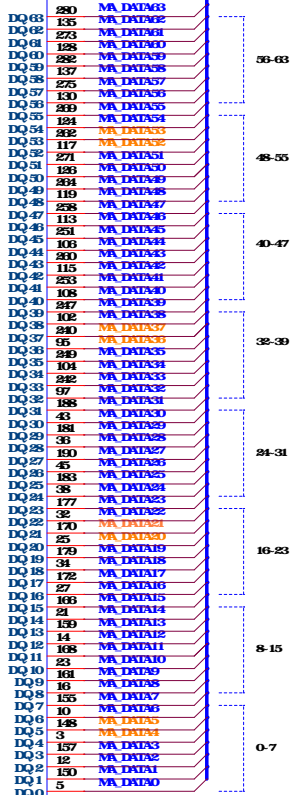 DQ63 280 MA_DATA63
DQ62 135 MA_DATA62
DQ61 273 MA_DATA61
DQ60 128 MA_DATA60
DQ59 282 MA_DATA59 56-63
DQ58 137 MA_DATA58
DQ57 275 MA_DATA57
DQ56 130 MA_DATA56
DQ55 269 MA_DATA55
DQ54 124 MA_DATA54
DQ53 262 MA_DATA53
DQ52 117 MA_DATA52
DQ51 271 MA_DATA51 48-55
DQ50 126 MA_DATA50
DQ49 264 MA_DATA49
DQ48 119 MA_DATA48
DQ47 258 MA_DATA47
DQ46 113 MA_DATA46
DQ45 251 MA_DATA45
DQ44 106 MA_DATA44
DQ43 260 MA_DATA43 40-47
DQ42 115 MA_DATA42
DQ41 253 MA_DATA41
DQ40 108 MA_DATA40
DQ39 247 MA_DATA39
DQ38 102 MA_DATA38
DQ37 240 MA_DATA37
DQ36 95 MA_DATA36 32-39
DQ35 249 MA_DATA35
DQ34 104 MA_DATA34
DQ33 242 MA_DATA33
DQ32 97 MA_DATA32
DQ31 188 MA_DATA31
DQ30 43 MA_DATA30
DQ29 181 MA_DATA29
DQ28 36 MA_DATA28
DQ27 190 MA_DATA27 24-31
DQ26 45 MA_DATA26
DQ25 183 MA_DATA25
DQ24 38 MA_DATA24
DQ23 177 MA_DATA23
DQ22 32 MA_DATA22
DQ21 170 MA_DATA21
DQ20 25 MA_DATA20
DQ19 179 MA_DATA19 16-23
DQ18 34 MA_DATA18
DQ17 172 MA_DATA17
DQ16 27 MA_DATA16
DQ15 166 MA_DATA15
DQ14 21 MA_DATA14
DQ13 159 MA_DATA13
DQ12 14 MA_DATA12
DQ11 168 MA_DATA11 8-15
DQ10 23 MA_DATA10
DQ9 161 MA_DATA9
DQ8 16 MA_DATA8
DQ7 155 MA_DATA7
DQ6 10 MA_DATA6
DQ5 148 MA_DATA5
DQ4 3 MA_DATA4
DQ3 157 MA_DATA3 0-7
DQ2 12 MA_DATA2
DQ1 150 MA_DATA1
DQ0 5 MA_DATA0